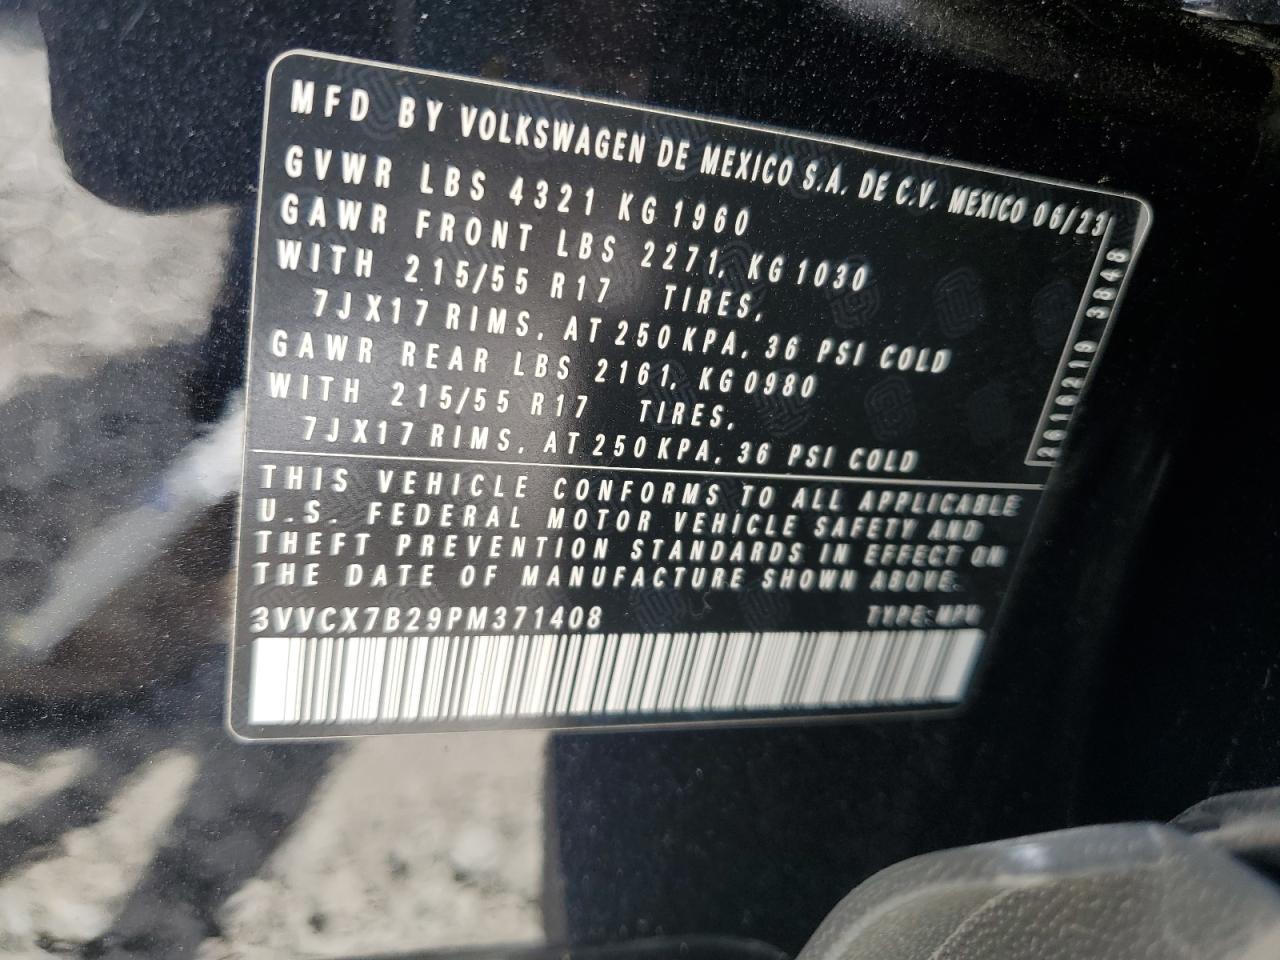 MFD BY VOLKSWAGEN DE MEXICO S.A. DE C.V. MEXICO 06/23
GVWR LBS 4321 KG 1960
GAWR FRONT LBS 2271, KG 1030
WITH 215/55 R17 TIRES,
7JX17 RIMS, AT 250 KPA, 36 PSI COLD
GAWR REAR LBS 2161, KG0980
WITH 215/55 R17 TIRES,
7JX17 RIMS, AT 250 KPA, 36 PSI COLD
THIS VEHICLE CONFORMS TO ALL APPLICABLE
U.S. FEDERAL MOTOR VEHICLE SAFETY AND
THEFT PREVENTION STANDARDS IN EFFECT ON
THE DATE OF MANUFACTURE SHOWN ABOVE.
3VVCX7B29PM371408 TYPE: MPV